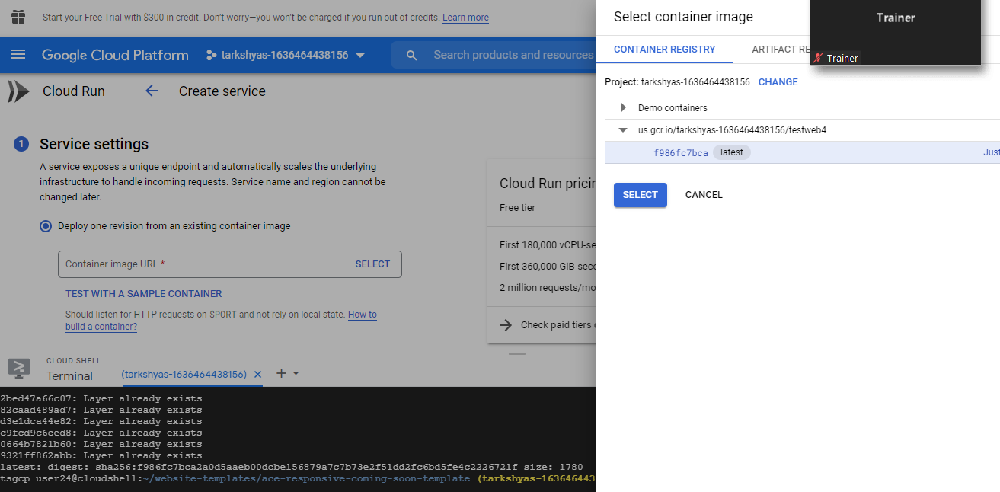 Start your Free Trial with $300 in credit. Don't worry—you won't be charged if you run out of credits. Learn more
Google Cloud Platform
tarkshyas-1636464438156
Search products and resources
Cloud Run
Create service
1
Service settings
A service exposes a unique endpoint and automatically scales the underlying
infrastructure to handle incoming requests. Service name and region cannot be
changed later.
Deploy one revision from an existing container image
Container image URL *
SELECT
TEST WITH A SAMPLE CONTAINER
Should listen for HTTP requests on $PORT and not rely on local state. How to
build a container?
Cloud Run pricin
Free tier
First 180,000 vCPU-se
First 360,000 GiB-seco
2 million requests/mo
Check paid tiers
CLOUD SHELL
Terminal
(tarkshyas-1636464438156)
2bed47a66c07: Layer already exists
82caad489ad7: Layer already exists
d3e1dca44e82: Layer already exists
c9fcd9c6ced8: Layer already exists
0664b7821b60: Layer already exists
9321ff862abb: Layer already exists
latest: digest: sha256:f986fc7bca2a0d5aaeb00dcbe156879a7c7b73e2f51dd2fc6bd5fe4c2226721f size: 1780
tsgcp_user24@cloudshell:~/website-templates/ace-responsive-coming-soon-template (tarkshyas-163646443
Select container image
CONTAINER REGISTRY
ARTIFACT RE
Project: tarkshyas-1636464438156 CHANGE
Demo containers
us.gcr.io/tarkshyas-1636464438156/testweb4
f986fc7bca latest
Just
SELECT
CANCEL
Trainer
Trainer